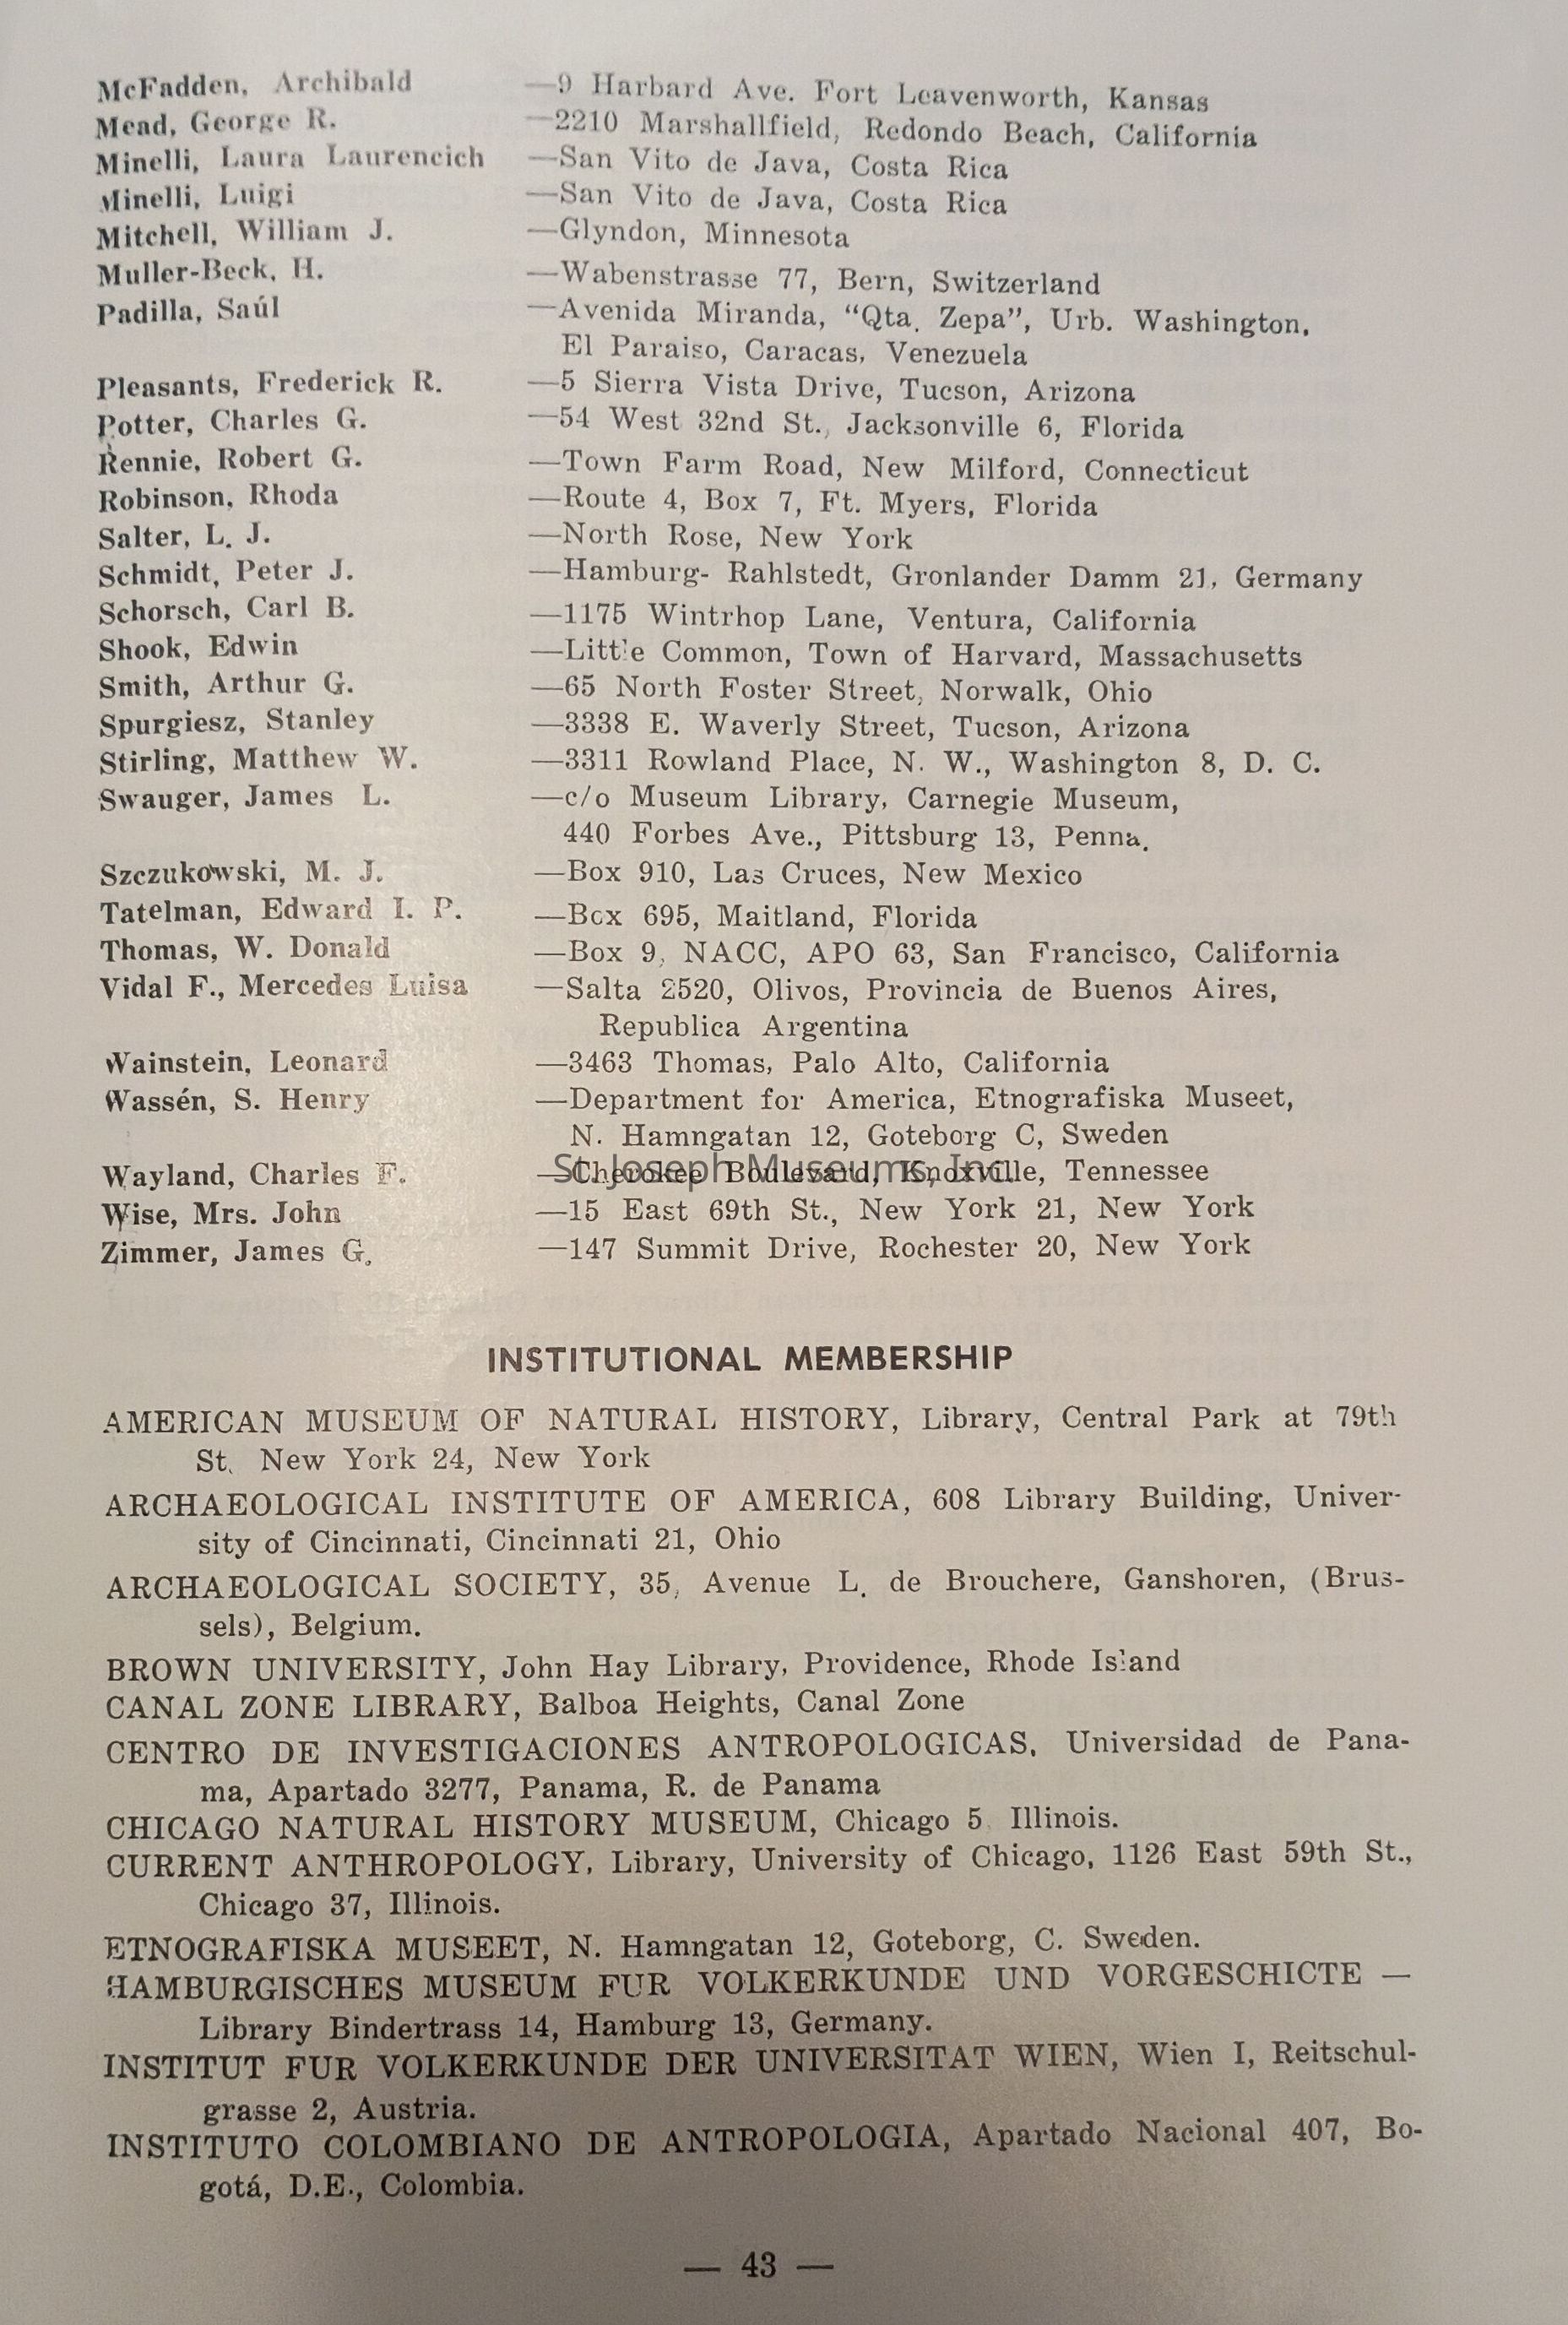 McFadden, Archibald —9 Harbard Ave. Fort Leavenworth, Kansas
Mead, George R. —2210 Marshallfield, Redondo Beach, California
Minelli, Laura Laurencich —San Vito de Java, Costa Rica
Minelli, Luigi —San Vito de Java, Costa Rica
Mitchell, William J. —Glyndon, Minnesota
Muller-Beck, H. —Wabenstrasse 77, Bern, Switzerland
Padilla, Saúl —Avenida Miranda, “Qta. Zepa”, Urb. Washington,
El Paraiso, Caracas, Venezuela
Pleasants, Frederick R. —5 Sierra Vista Drive, Tucson, Arizona
Potter, Charles G. —54 West 32nd St., Jacksonville 6, Florida
Rennie, Robert G. —Town Farm Road, New Milford, Connecticut
Robinson, Rhoda —Route 4, Box 7, Ft. Myers, Florida
Salter, L. J. —North Rose, New York
Schmidt, Peter J. —Hamburg- Rahlstedt, Gronlander Damm 21, Germany
Schorsch, Carl B. —1175 Wintrhop Lane, Ventura, California
Shook, Edwin —Little Common, Town of Harvard, Massachusetts
Smith, Arthur G. —65 North Foster Street, Norwalk, Ohio
Spurgiesz, Stanley —3338 E. Waverly Street, Tucson, Arizona
Stirling, Matthew W. —3311 Rowland Place, N. W., Washington 8, D. C.
Swauger, James L. —c/o Museum Library, Carnegie Museum,
440 Forbes Ave., Pittsburg 13, Penna.
Szczukowski, M. J. —Box 910, Las Cruces, New Mexico
Tatelman, Edward I. P. —Box 695, Maitland, Florida
Thomas, W. Donald —Box 9, NACC, APO 63, San Francisco, California
Vidal F., Mercedes Luisa —Salta 2520, Olivos, Provincia de Buenos Aires,
Republica Argentina
Wainstein, Leonard —3463 Thomas, Palo Alto, California
Wassén, S. Henry —Department for America, Etnografiska Museet,
N. Hamngatan 12, Goteborg C, Sweden
Wayland, Charles F. —Cherokee Boulevard, Knoxville, Tennessee
St. Joseph Museums, Inc.
Wise, Mrs. John —15 East 69th St., New York 21, New York
Zimmer, James G. —147 Summit Drive, Rochester 20, New York
INSTITUTIONAL MEMBERSHIP
AMERICAN MUSEUM OF NATURAL HISTORY, Library, Central Park at 79th
St. New York 24, New York
ARCHAEOLOGICAL INSTITUTE OF AMERICA, 608 Library Building, Univer-
sity of Cincinnati, Cincinnati 21, Ohio
ARCHAEOLOGICAL SOCIETY, 35, Avenue L. de Brouchere, Ganshoren, (Brus-
sels), Belgium.
BROWN UNIVERSITY, John Hay Library, Providence, Rhode Island
CANAL ZONE LIBRARY, Balboa Heights, Canal Zone
CENTRO DE INVESTIGACIONES ANTROPOLOGICAS, Universidad de Pana-
ma, Apartado 3277, Panama, R. de Panama
CHICAGO NATURAL HISTORY MUSEUM, Chicago 5, Illinois.
CURRENT ANTHROPOLOGY, Library, University of Chicago, 1126 East 59th St.,
Chicago 37, Illinois.
ETNOGRAFISKA MUSEET, N. Hamngatan 12, Goteborg, C. Sweden.
HAMBURGISCHES MUSEUM FUR VOLKERKUNDE UND VORGESCHICTE —
Library Bindertrass 14, Hamburg 13, Germany.
INSTITUT FUR VOLKERKUNDE DER UNIVERSITAT WIEN, Wien I, Reitschul-
grasse 2, Austria.
INSTITUTO COLOMBIANO DE ANTROPOLOGIA, Apartado Nacional 407, Bo-
gotá, D.E., Colombia.
— 43 —